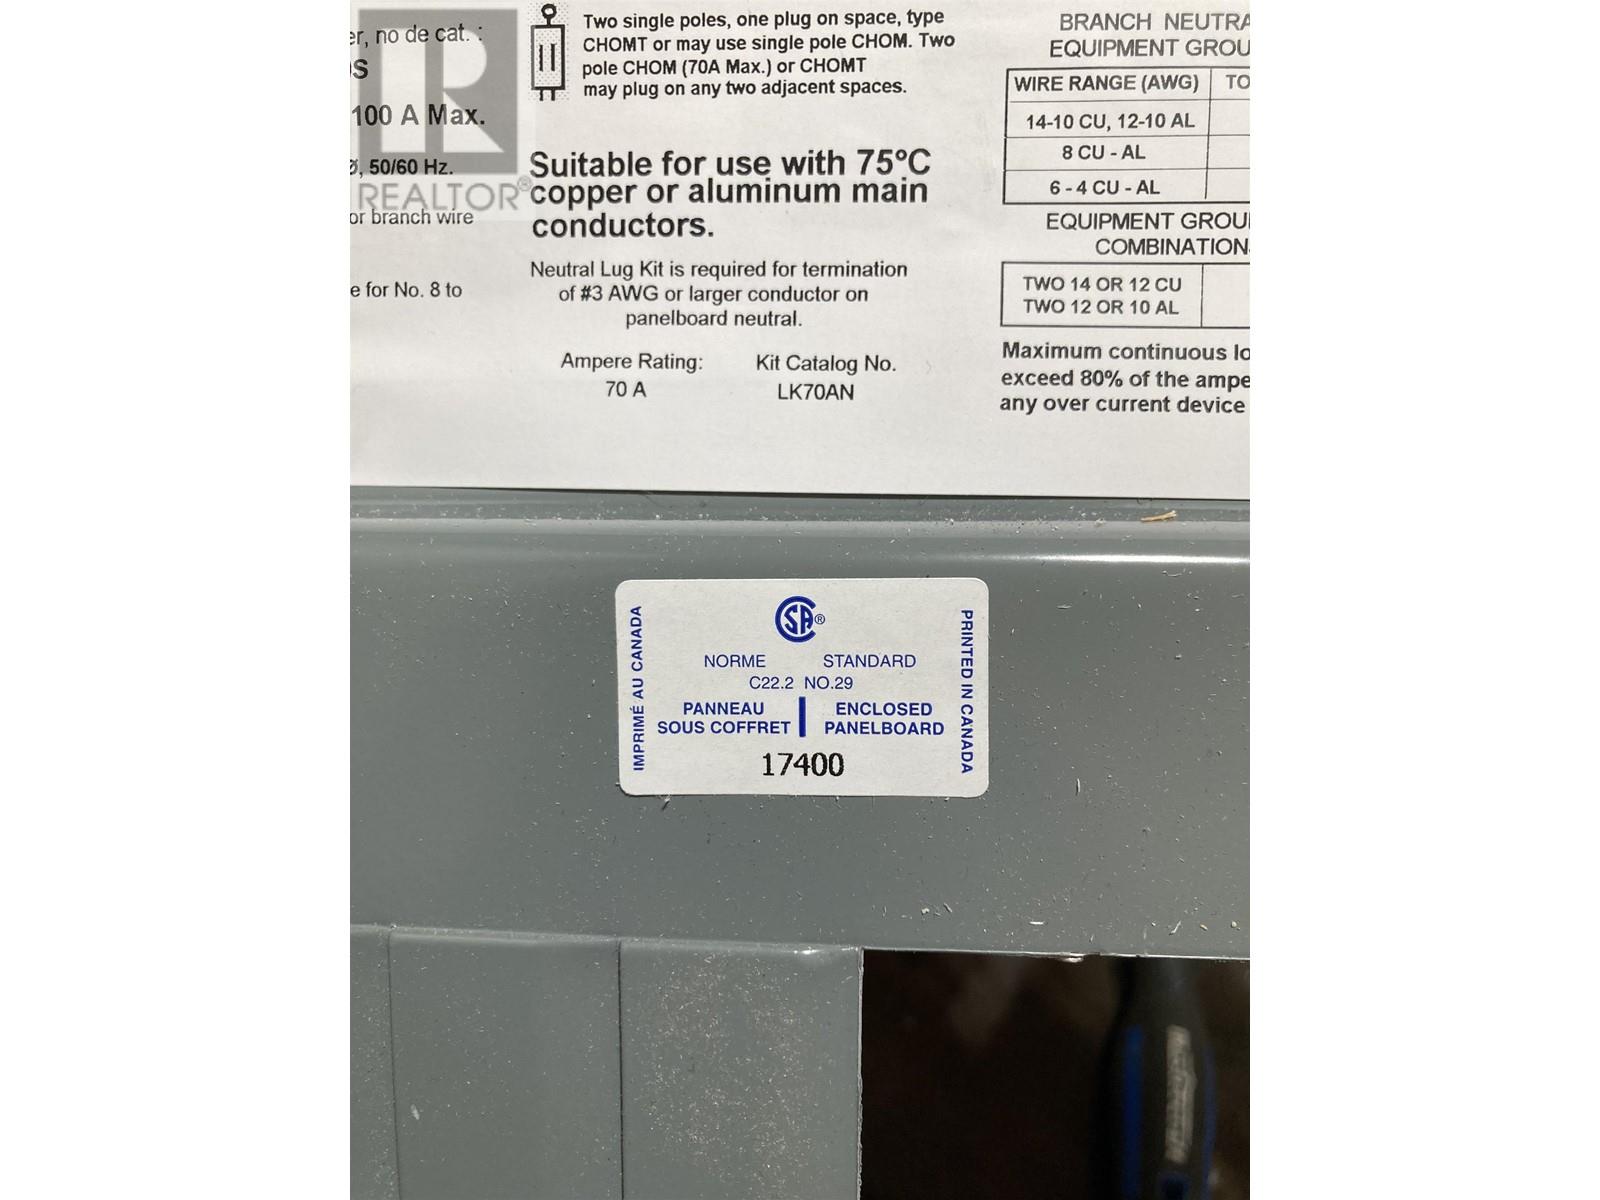 er, no de cat. :
S
100 A Max.
, 50/60 Hz.
REALTOR®
or branch wire
e for No. 8 to
Two single poles, one plug on space, type
CHOMT or may use single pole CHOM. Two
pole CHOM (70A Max.) or CHOMT
may plug on any two adjacent spaces.
Suitable for use with 75ºC
copper or aluminum main
conductors.
Neutral Lug Kit is required for termination
of #3 AWG or larger conductor on
panelboard neutral.
Ampere Rating: Kit Catalog No.
70 A LK70AN
BRANCH NEUTRA
EQUIPMENT GROU
WIRE RANGE (AWG) TO
14-10 CU, 12-10 AL
8 CU - AL
6 - 4 CU - AL
EQUIPMENT GROU
COMBINATION
TWO 14 OR 12 CU
TWO 12 OR 10 AL
Maximum continuous lo
exceed 80% of the ampe
any over current device
IMPRIMÉ AU CANADA
SA®
NORME STANDARD
C22.2 NO.29
PANNEAU ENCLOSED
SOUS COFFRET PANELBOARD
17400
PRINTED IN CANADA